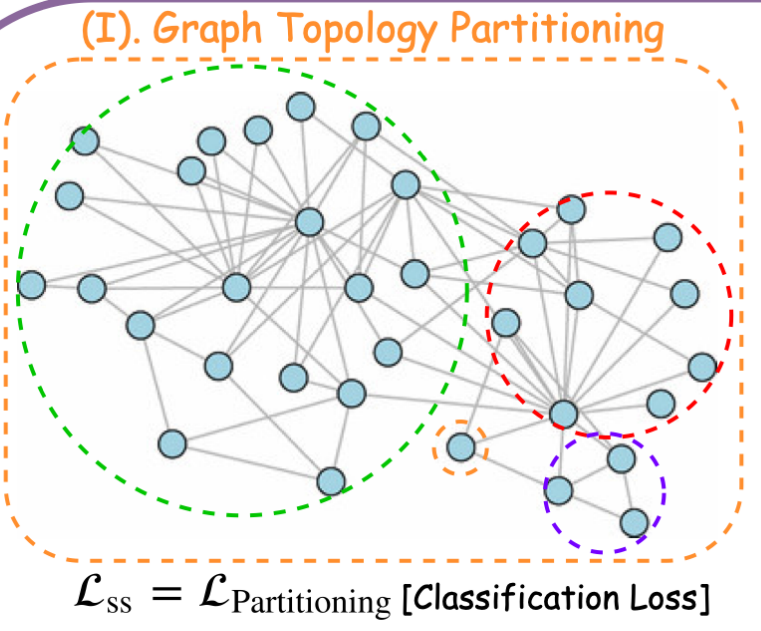 (I). Graph Topology Partitioning
ℒss = ℒPartitioning [Classification Loss]